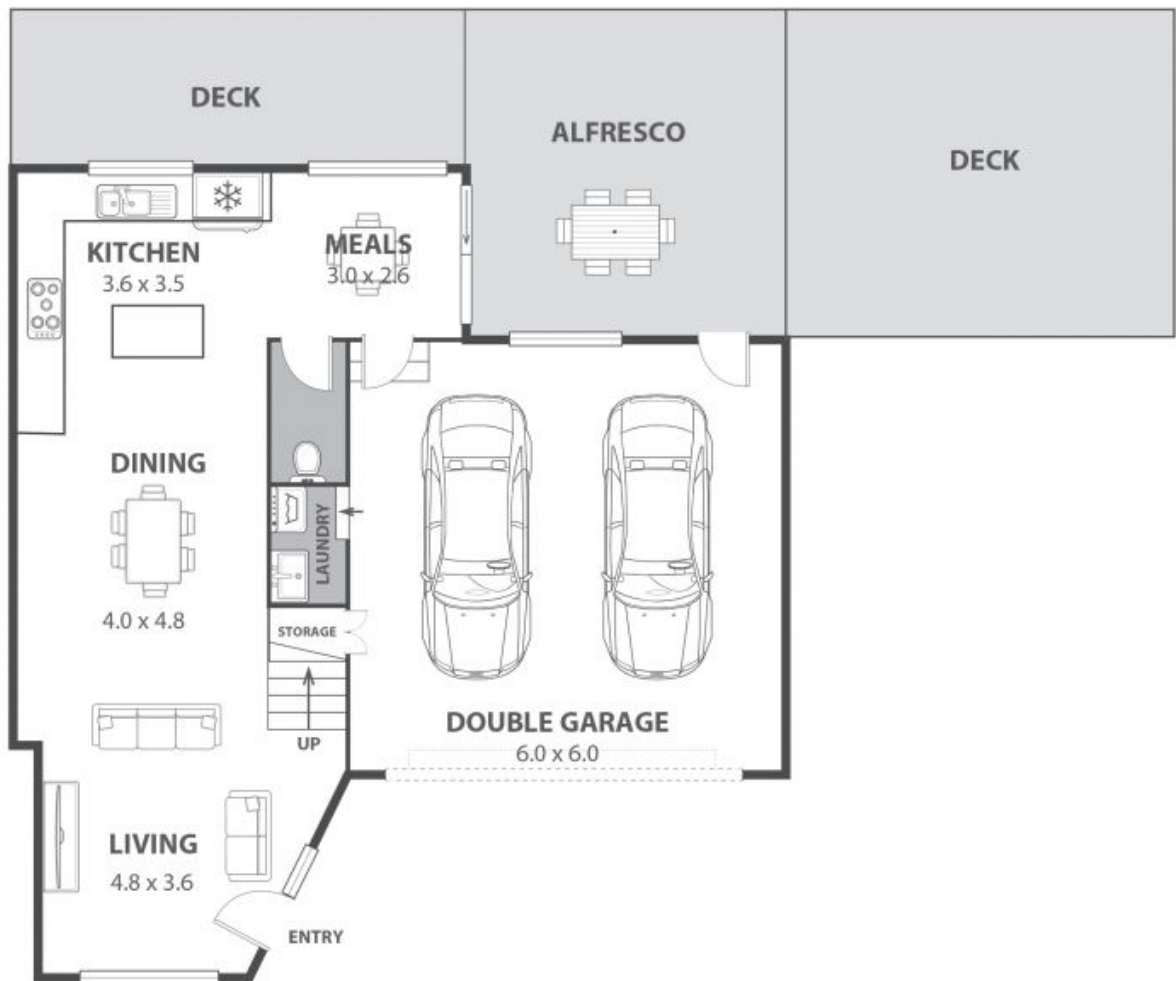 DECK
ALFRESCO
DECK
KITCHEN
3.6 x 3.5
MEALS
3.0 x 2.6
DINING
4.0 x 4.8
LAUNDRY
STORAGE
UP
DOUBLE GARAGE
6.0 x 6.0
LIVING
4.8 x 3.6
ENTRY